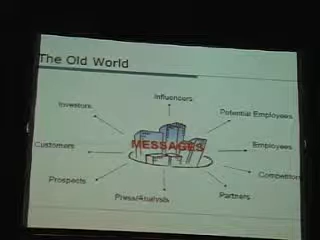 The Old World
Influencers
Investors
Potential Employees
Customers
MESSAGES
Employees
Prospects
Competitors
Press/Analysts
Partners